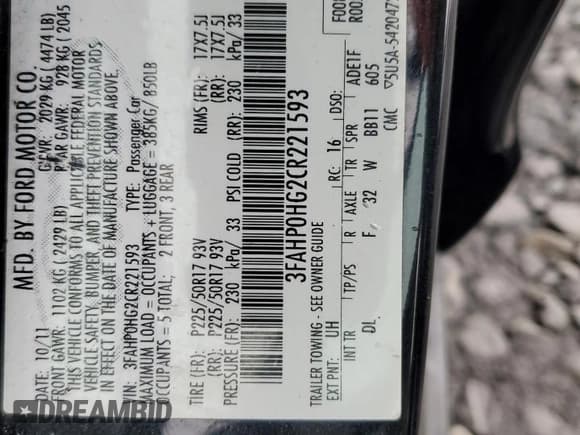 MFD. BY FORD MOTOR CO.
DATE: 10/11 GVWR: 2029 KG ( 4474 LB)
FRONT GAWR: 1102 KG ( 2429 LB) REAR GAWR: 928 KG ( 2045
THIS VEHICLE CONFORMS TO ALL APPLICABLE FEDERAL MOTOR
VEHICLE SAFETY, BUMPER, AND THEFT PREVENTION STANDARDS
IN EFFECT ON THE DATE OF MANUFACTURE SHOWN ABOVE.
VIN: 3FAHP0HG2CR221593 TYPE: Passenger Car
MAXIMUM LOAD = OCCUPANTS + LUGGAGE = 385KG/ 850LB
OCCUPANTS = 5 TOTAL: 2 FRONT, 3 REAR
TIRE (FR): P225/50R17 93V RIMS (FR): 17X7.5J
(RR): P225/50R17 93V (RR): 17X7.5J
PRESSURE (FR): 230 kPa/ 33 PSI COLD (RR): 230 kPa/ 33
3FAHP0HG2CR221593
TRAILER TOWING - SEE OWNER GUIDE
EXT PNT: UH RC: 16 DSO: F00
R00
INT TR TP/PS R AXLE TR SPR ADE1F
DL F 32 W BB11 605
CMC ▽5U5A-5420472
DREAMBID